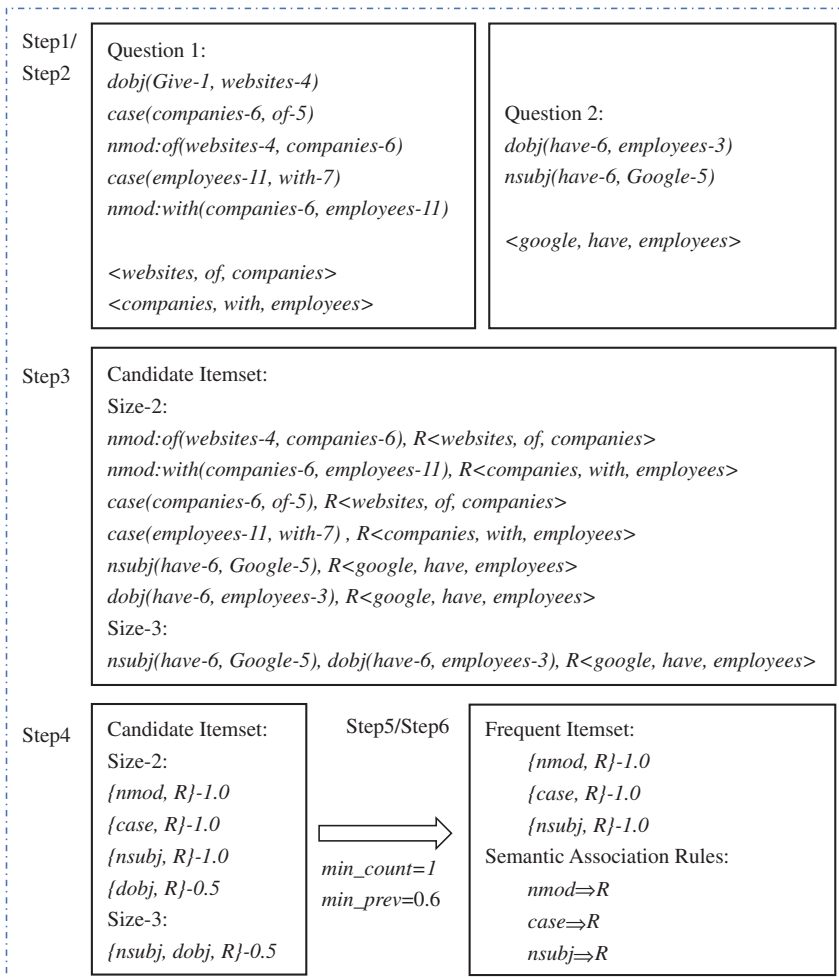 Step1/
Step2
Question 1:
dobj(Give-1, websites-4)
case(companies-6, of-5)
nmod:of(websites-4, companies-6)
case(employees-11, with-7)
nmod:with(companies-6, employees-11)
<websites, of, companies>
<companies, with, employees>
Question 2:
dobj(have-6, employees-3)
nsubj(have-6, Google-5)
<google, have, employees>
Step3
Candidate Itemset:
Size-2:
nmod:of(websites-4, companies-6), R<websites, of, companies>
nmod:with(companies-6, employees-11), R<companies, with, employees>
case(companies-6, of-5), R<websites, of, companies>
case(employees-11, with-7) , R<companies, with, employees>
nsubj(have-6, Google-5), R<google, have, employees>
dobj(have-6, employees-3), R<google, have, employees>
Size-3:
nsubj(have-6, Google-5), dobj(have-6, employees-3), R<google, have, employees>
Step4
Candidate Itemset:
Size-2:
{nmod, R}-1.0
{case, R}-1.0
{nsubj, R}-1.0
{dobj, R}-0.5
Size-3:
{nsubj, dobj, R}-0.5
Step5/Step6
min_count=1
min_prev=0.6
Frequent Itemset:
{nmod, R}-1.0
{case, R}-1.0
{nsubj, R}-1.0
Semantic Association Rules:
nmod⇒R
case⇒R
nsubj⇒R